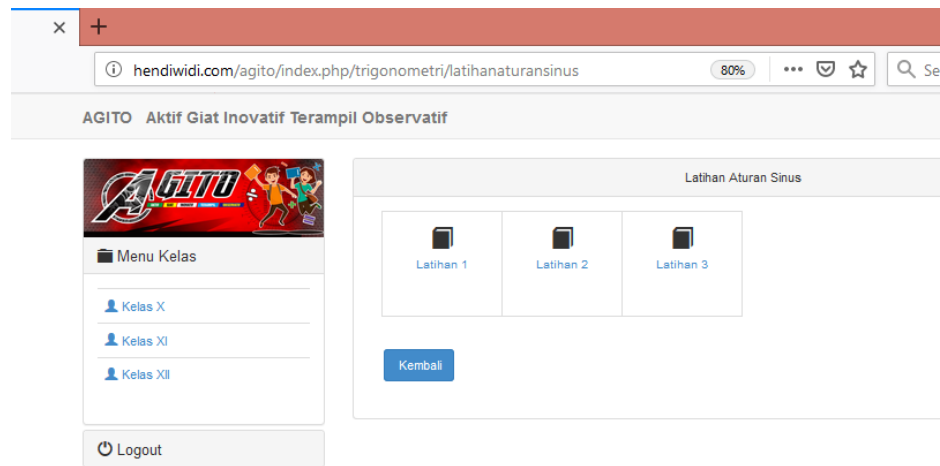 hendiwidi.com/agito/index.php/trigonometri/latihanaturansinus
80%
Se
AGITO Aktif Giat Inovatif Terampil Observatif
AGITO
Menu Kelas
Kelas X
Kelas XI
Kelas XII
Logout
Latihan Aturan Sinus
Latihan 1
Latihan 2
Latihan 3
Kembali